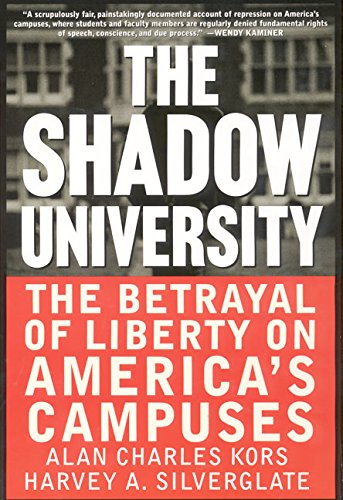 "A SCRUPULOUSLY FAIR, PAINSTAKINGLY DOCUMENTED ACCOUNT OF REPRESSION ON AMERICA'S
CAMPUSES, WHERE STUDENTS AND FACULTY MEMBERS ARE REGULARLY DENIED FUNDAMENTAL RIGHTS
OF SPEECH, CONSCIENCE, AND DUE PROCESS." —WENDY KAMINER
THE
SHADOW
UNIVERSITY
THE BETRAYAL
OF LIBERTY ON
AMERICA'S
CAMPUSES
ALAN CHARLES KORS
HARVEY A. SILVERGLATE